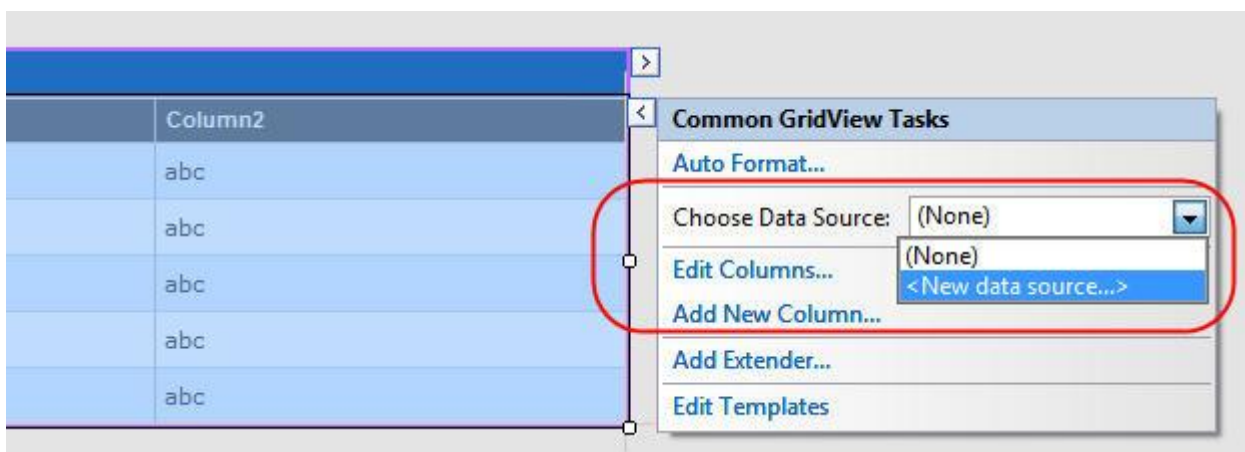 Column2
abc
abc
abc
abc
abc
Common GridView Tasks
Auto Format...
Choose Data Source: (None)
(None)
<New data source...>
Edit Columns...
Add New Column...
Add Extender...
Edit Templates